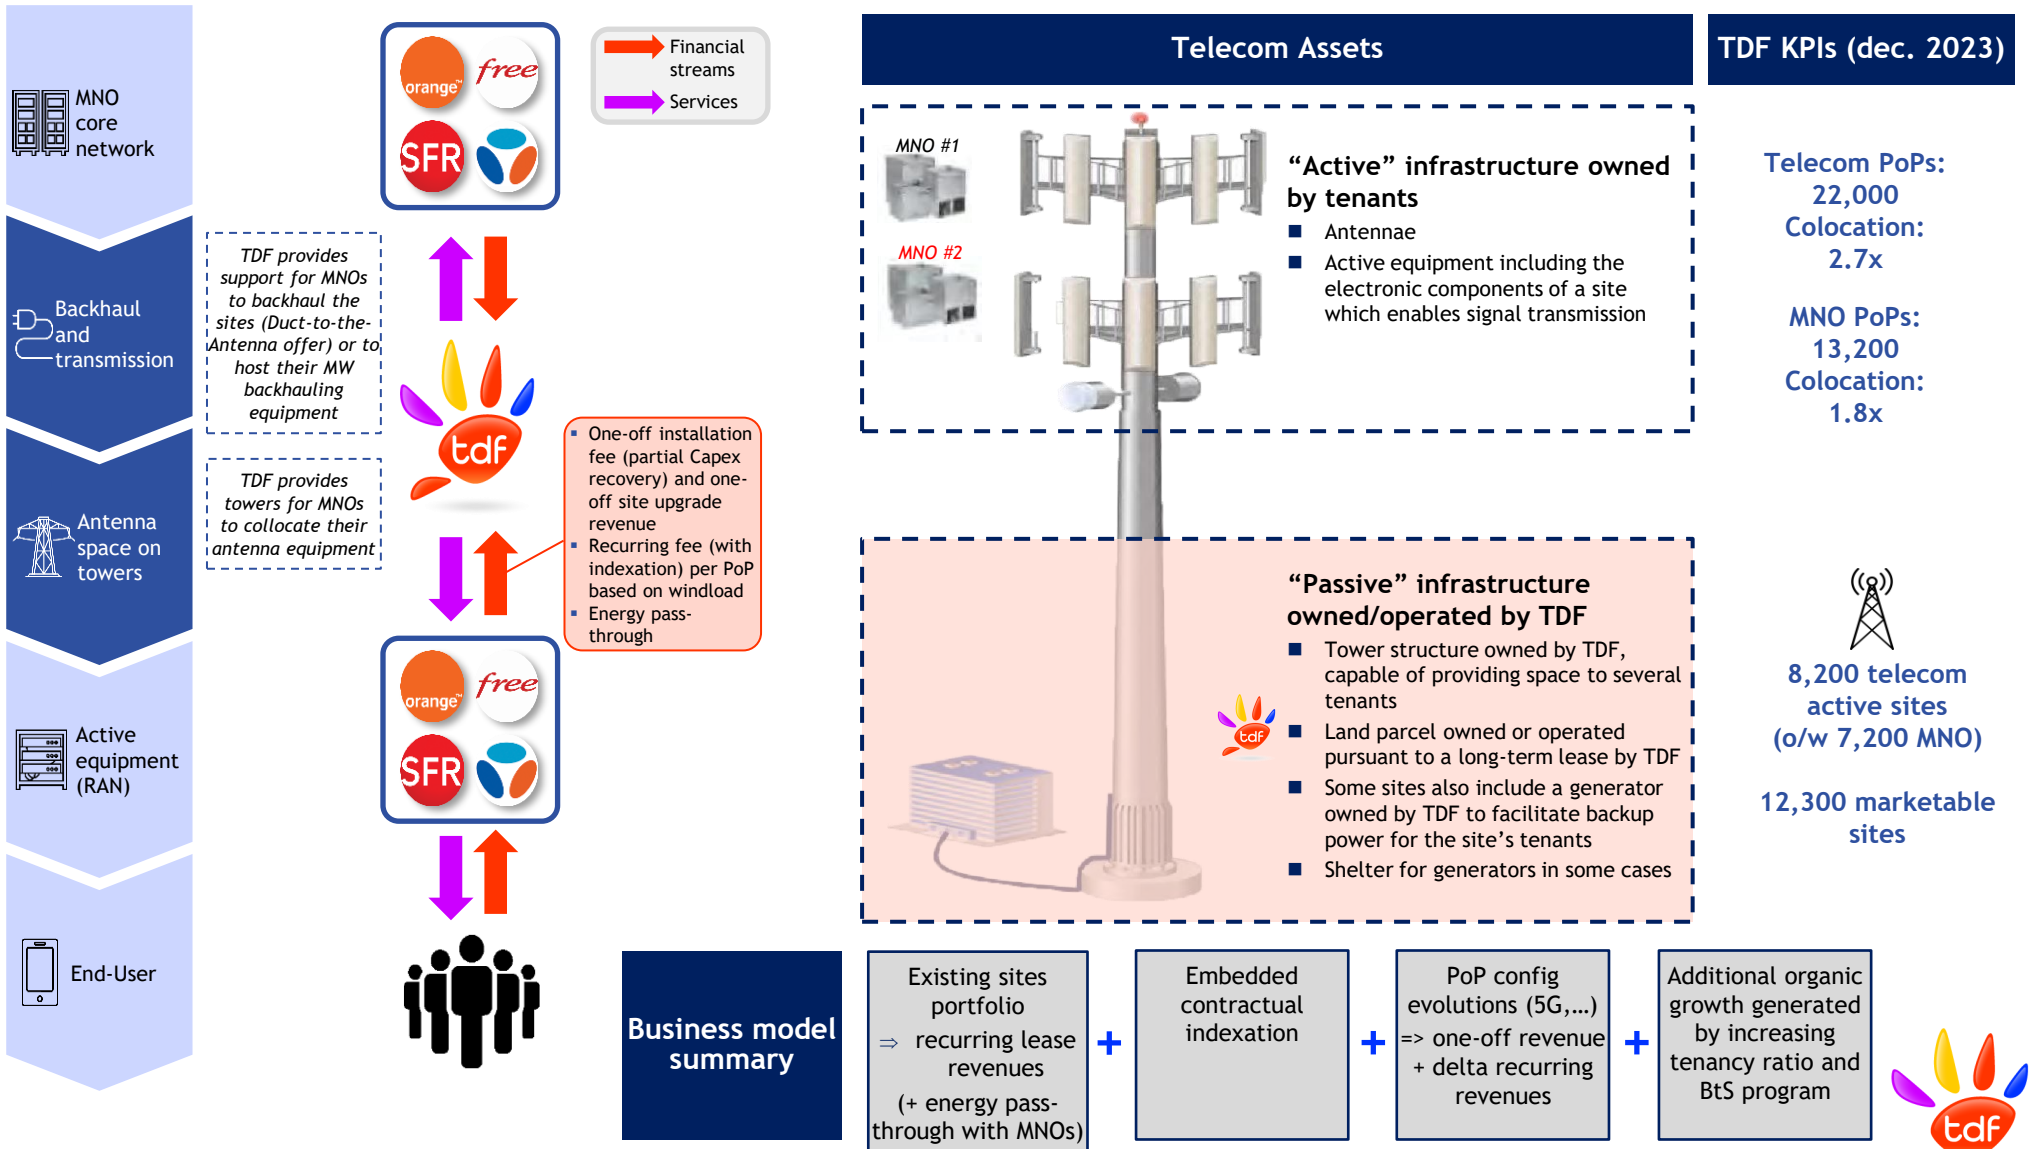 MNO
core
network
Backhaul
and
transmission
Antenna
space on
towers
Active
equipment
(RAN)
End-User
TDF provides
support for MNOs
to backhaul the
sites (Duct-to-the-
Antenna offer) or to
host their MW
backhauling
equipment
TDF provides
towers for MNOs
to collocate their
antenna equipment
orange™
free
SFR
Financial
streams
Services
tdf
▪ One-off installation
fee (partial Capex
recovery) and one-
off site upgrade
revenue
▪ Recurring fee (with
indexation) per PoP
based on windload
▪ Energy pass-
through
orange™
free
SFR
Telecom Assets
MNO #1
MNO #2
“Active” infrastructure owned
by tenants
■ Antennae
■ Active equipment including the
electronic components of a site
which enables signal transmission
“Passive” infrastructure
owned/operated by TDF
■ Tower structure owned by TDF,
capable of providing space to several
tenants
■ Land parcel owned or operated
pursuant to a long-term lease by TDF
■ Some sites also include a generator
owned by TDF to facilitate backup
power for the site’s tenants
■ Shelter for generators in some cases
tdf
TDF KPIs (dec. 2023)
Telecom PoPs:
22,000
Colocation:
2.7x
MNO PoPs:
13,200
Colocation:
1.8x
8,200 telecom
active sites
(o/w 7,200 MNO)
12,300 marketable
sites
Business model
summary
Existing sites
portfolio
⇒ recurring lease
revenues
(+ energy pass-
through with MNOs)
+
Embedded
contractual
indexation
+
PoP config
evolutions (5G,…)
=> one-off revenue
+ delta recurring
revenues
+
Additional organic
growth generated
by increasing
tenancy ratio and
BtS program
tdf